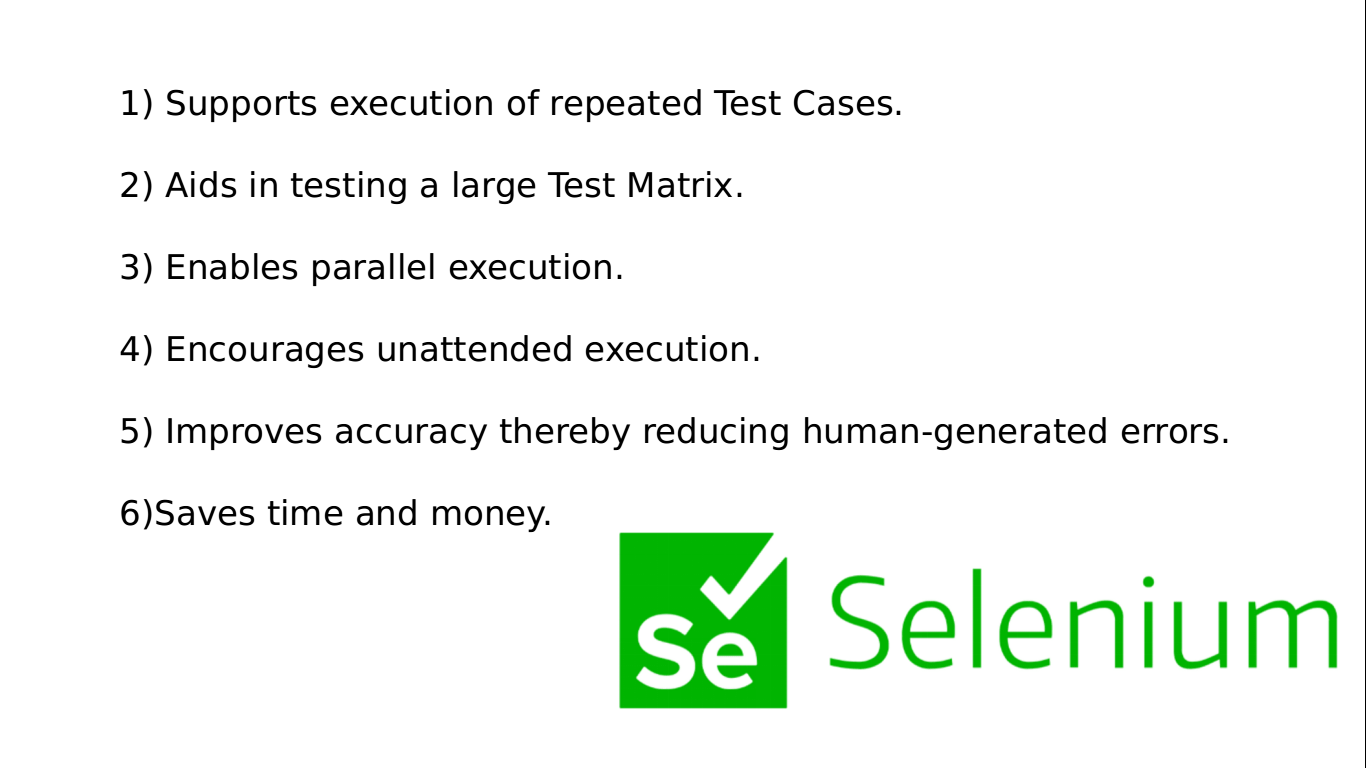 1) Supports execution of repeated Test Cases.
2) Aids in testing a large Test Matrix.
3) Enables parallel execution.
4) Encourages unattended execution.
5) Improves accuracy thereby reducing human-generated errors.
6)Saves time and money.
Se Selenium